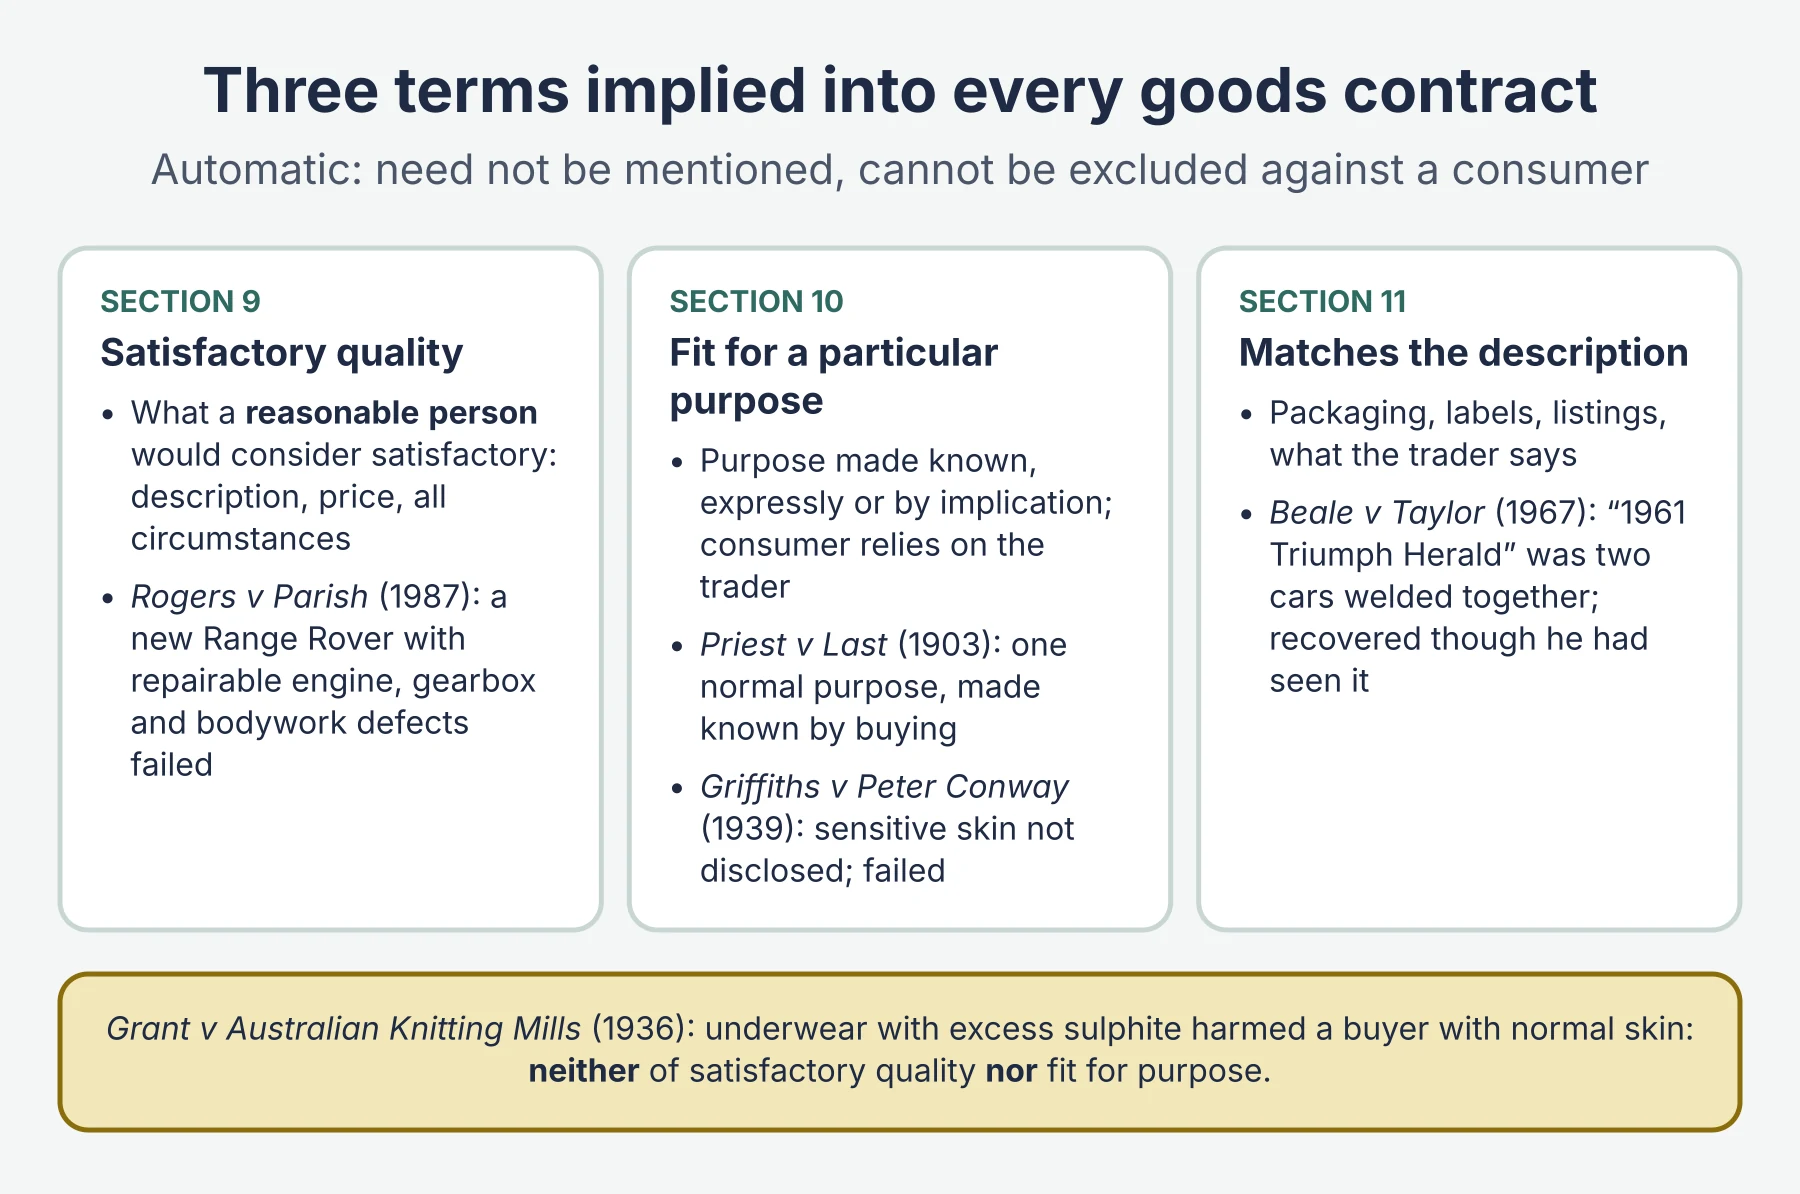 Three terms implied into every goods contract
Automatic: need not be mentioned, cannot be excluded against a consumer
SECTION 9
Satisfactory quality
• What a reasonable person
would consider satisfactory:
description, price, all
circumstances
• Rogers v Parish (1987): a
new Range Rover with
repairable engine, gearbox
and bodywork defects
failed
SECTION 10
Fit for a particular
purpose
• Purpose made known,
expressly or by implication;
consumer relies on the
trader
• Priest v Last (1903): one
normal purpose, made
known by buying
• Griffiths v Peter Conway
(1939): sensitive skin not
disclosed; failed
SECTION 11
Matches the description
• Packaging, labels, listings,
what the trader says
• Beale v Taylor (1967): “1961
Triumph Herald” was two
cars welded together;
recovered though he had
seen it
Grant v Australian Knitting Mills (1936): underwear with excess sulphite harmed a buyer with normal skin:
neither of satisfactory quality nor fit for purpose.